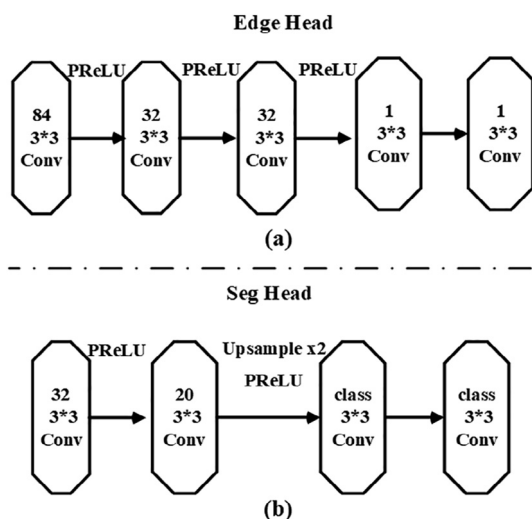 Edge Head
PReLU PReLU PReLU
84 32 32 1 1
3*3 3*3 3*3 3*3 3*3
Conv Conv Conv Conv Conv
(a)
Seg Head
PReLU Upsample x2
PReLU
32 20 class class
3*3 3*3 3*3 3*3
Conv Conv Conv Conv
(b)